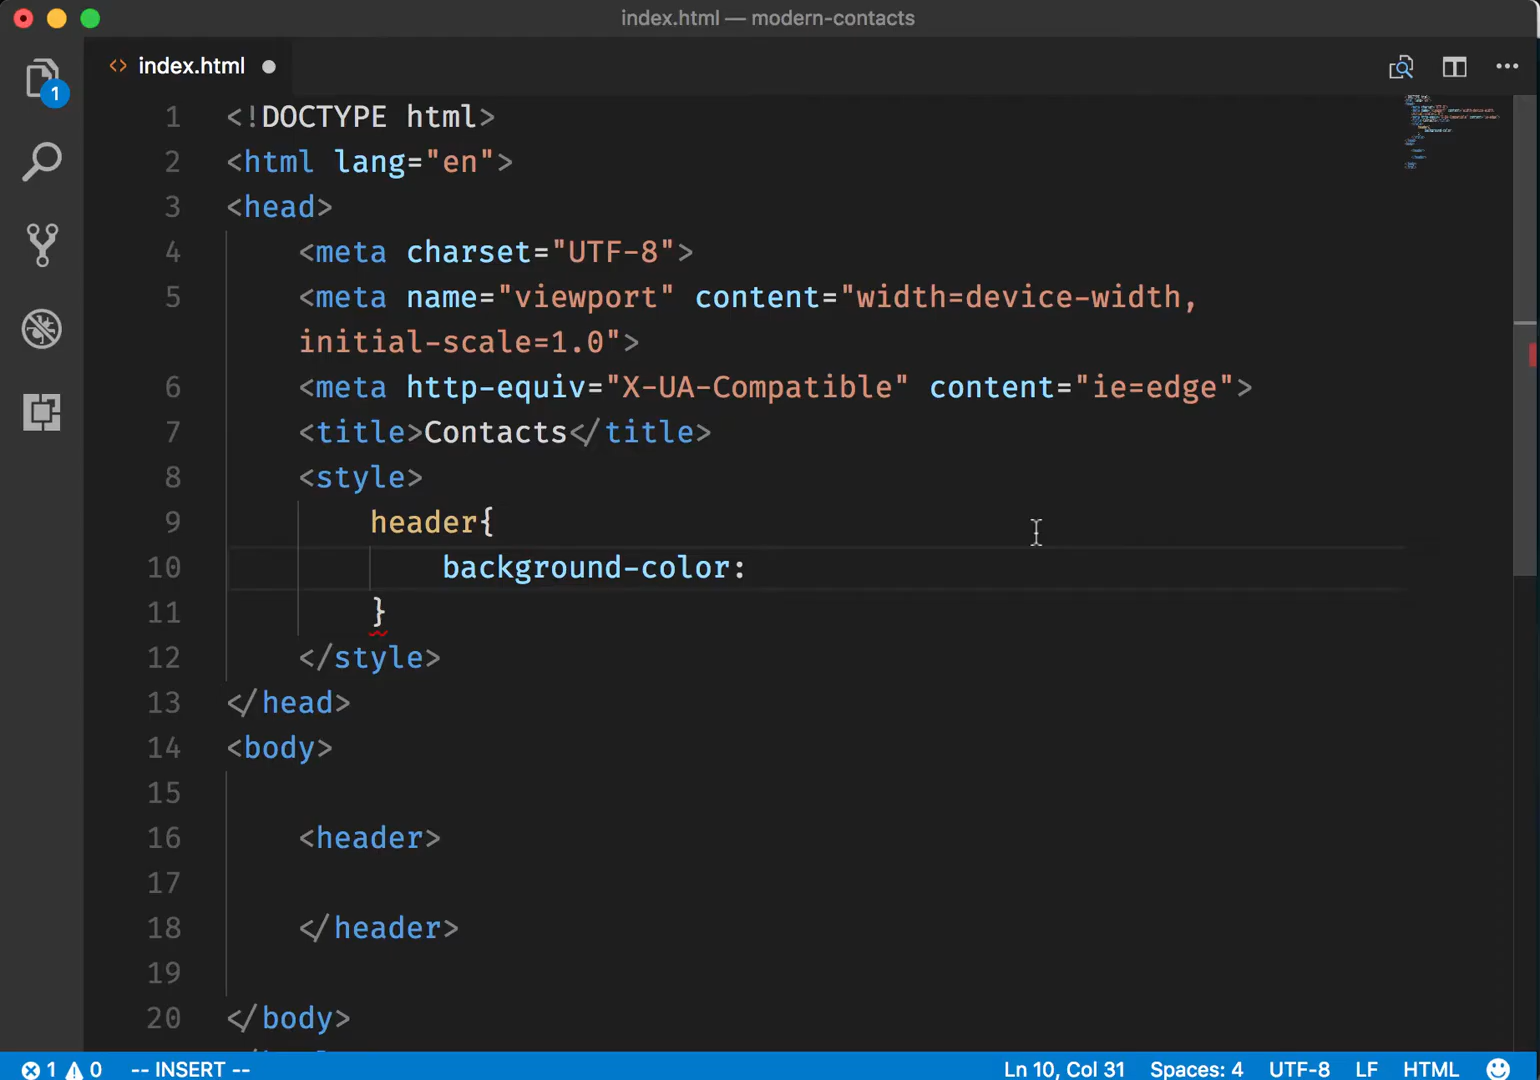 index.html — modern-contacts
1
<> index.html ●
1 <!DOCTYPE html>
2 <html lang="en">
3 <head>
4 <meta charset="UTF-8">
5 <meta name="viewport" content="width=device-width,
initial-scale=1.0">
6 <meta http-equiv="X-UA-Compatible" content="ie=edge">
7 <title>Contacts</title>
8 <style>
9 header{
10 background-color:
11 }
12 </style>
13 </head>
14 <body>
15
16 <header>
17
18 </header>
19
20 </body>
1 0 -- INSERT -- Ln 10, Col 31 Spaces: 4 UTF-8 LF HTML